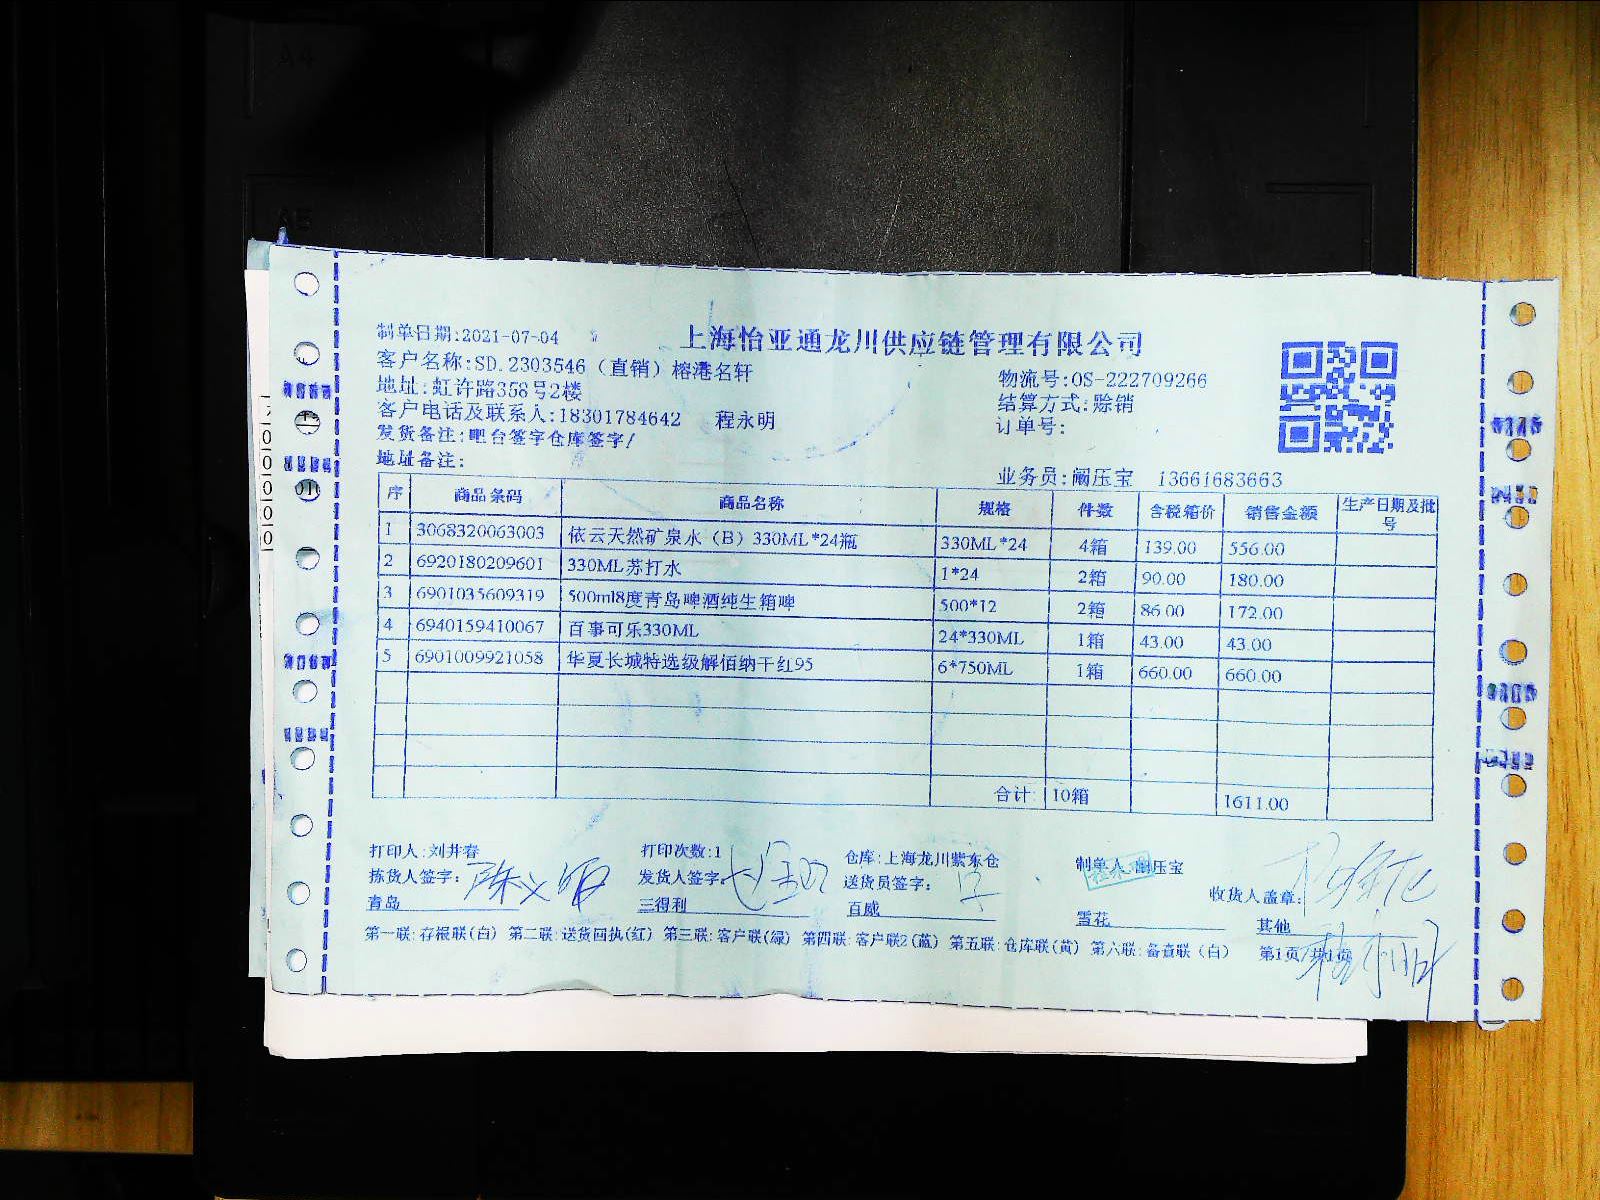 上海怡亚通龙川供应链管理有限公司
制单日期:2021-07-04
客户名称:SD.2303546（直销）榕港名轩
物流号:OS-222709266
地址:虹许路358号2楼
结算方式:赊销
客户电话及联系人:18301784642 程永明
订单号:
发货备注:吧台签字仓库签字/
地址备注:
业务员:阚压宝 13661683663
序 商品条码 商品名称 规格 件数 含税箱价 销售金额 生产日期及批号
1 3068320063003 依云天然矿泉水（B）330ML*24瓶 330ML*24 4箱 139.00 556.00
2 6920180209601 330ML苏打水 1*24 2箱 90.00 180.00
3 6901035609319 500ml8度青岛啤酒纯生箱啤 500*12 2箱 86.00 172.00
4 6940159410067 百事可乐330ML 24*330ML 1箱 43.00 43.00
5 6901009921058 华夏长城特选级解佰纳干红95 6*750ML 1箱 660.00 660.00
合计: 10箱 1611.00
打印人:刘井春 打印次数:1 仓库:上海龙川紫东仓 制单人:阚压宝
拣货人签字: 发货人签字: 送货员签字: 收货人盖章:
青岛 三得利 百威 雪花 其他
第一联:存根联(白) 第二联:送货回执(红) 第三联:客户联(绿) 第四联:客户联2(蓝) 第五联:仓库联(黄) 第六联:备查联（白） 第1页/共1页